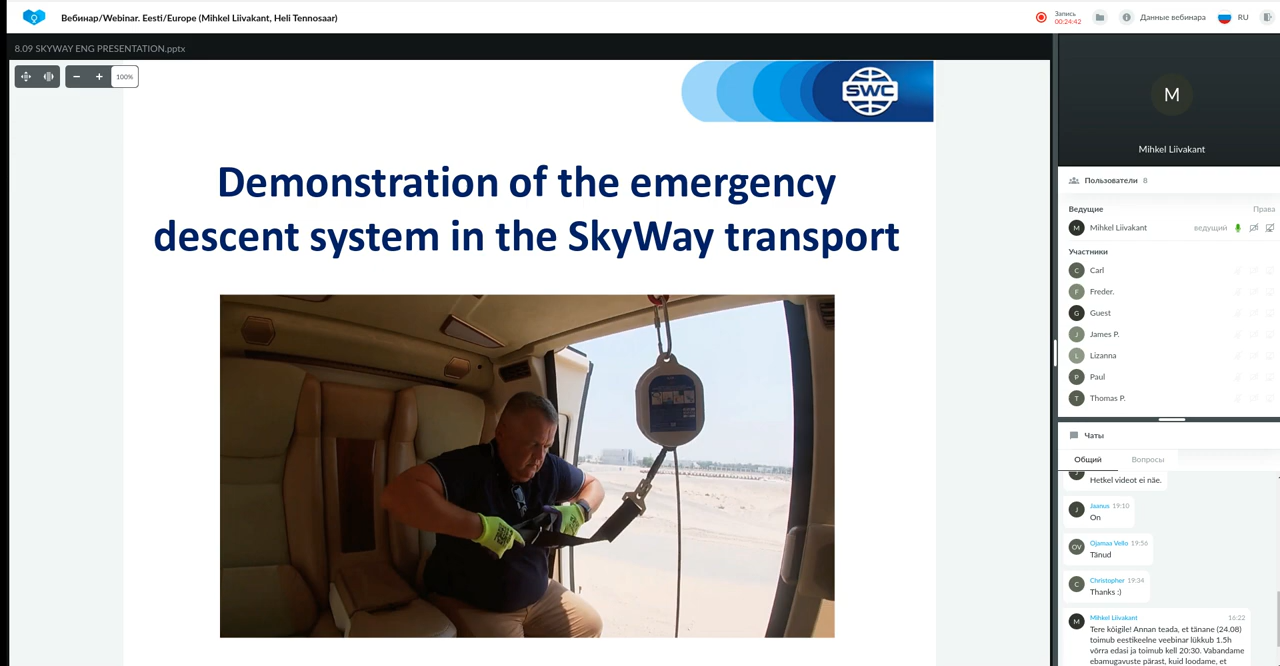 Вебинар/Webinar. Eesti/Europe (Mihkel Liivakant, Heli Tennosaar)
Запись
00:24:42
Данные вебинара
RU
8.09 SKYWAY ENG PRESENTATION.pptx
100%
SWC
Demonstration of the emergency
descent system in the SkyWay transport
M
Mihkel Liivakant
Пользователи 8
Ведущие Права
M Mihkel Liivakant ведущий
Участники
C Carl
F Freder.
G Guest
J James P.
L Lizanna
P Paul
T Thomas P.
Чаты
Общий Вопросы
Hetkel videot ei näe.
J Jaanus 19:10
On
OV Ojamaa Vello 19:56
Tänud
C Christopher 19:34
Thanks :)
M Mihkel Liivakant 16:22
Tere kõigile! Annan teada, et tänane (24.08)
toimub eestikeelne veebinar lükkub 1.5h
võrra edasi ja toimub kell 20:30. Vabandame
ebamugavuste pärast, kuid loodame, et